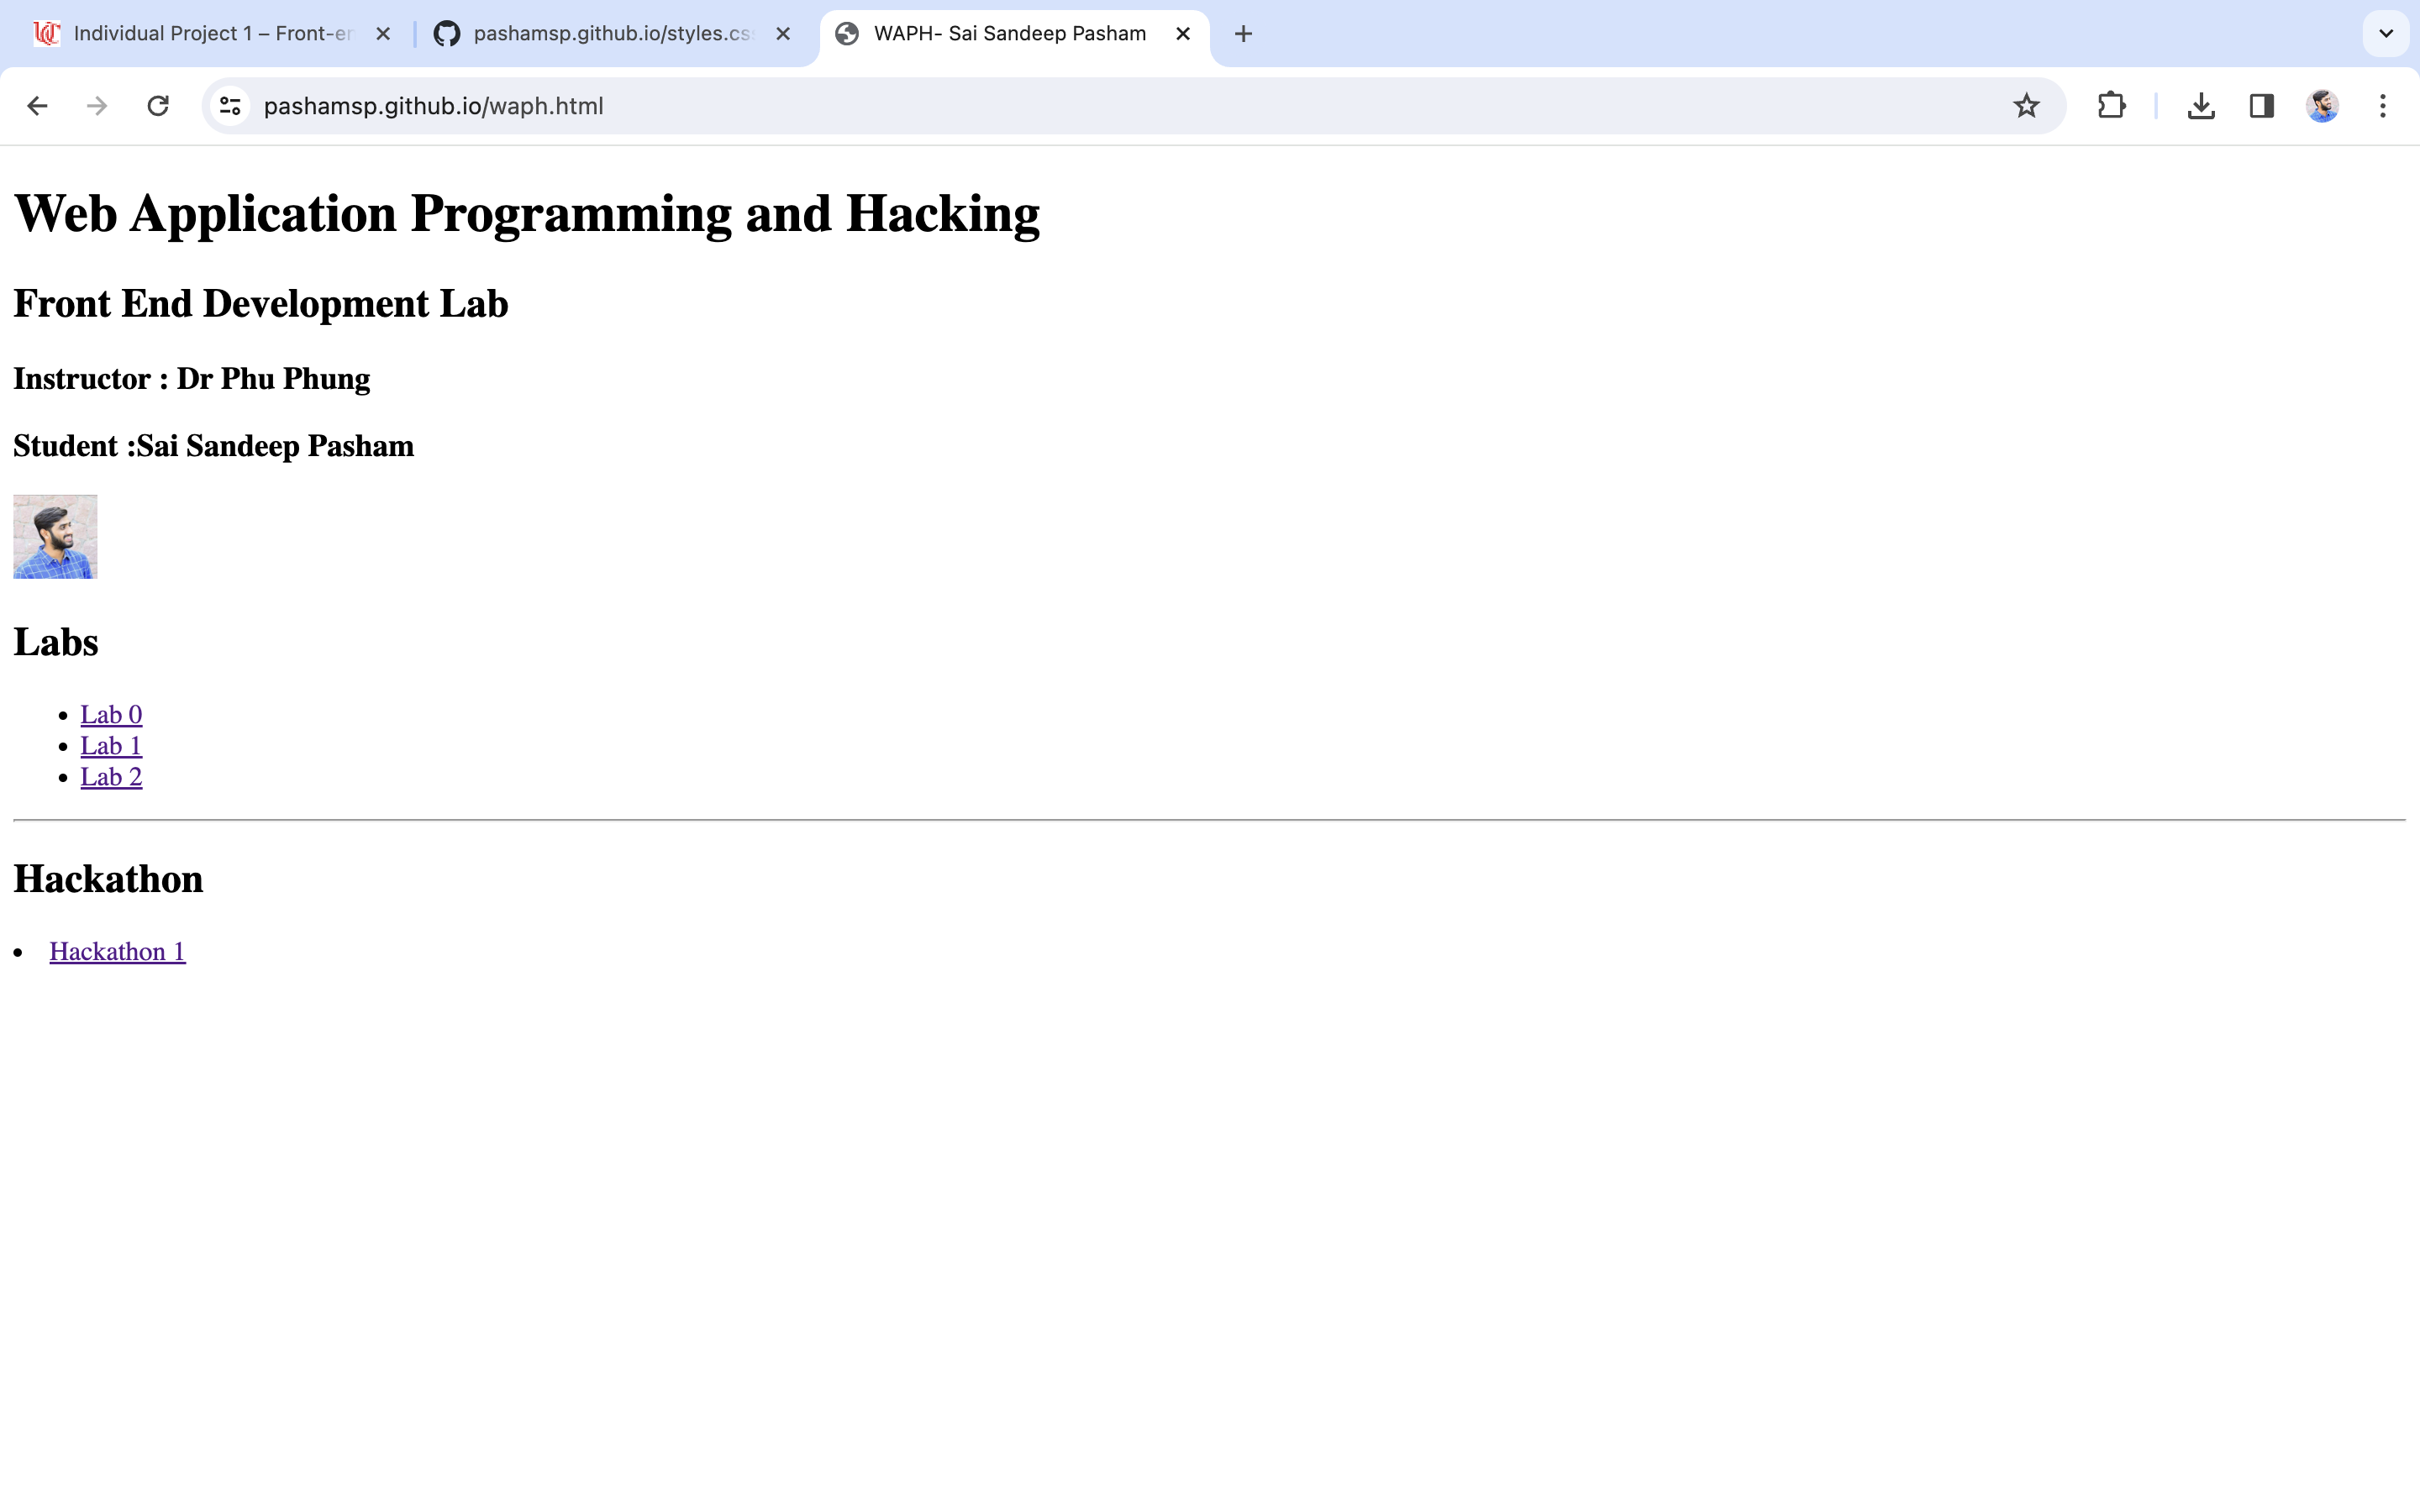 Individual Project 1 – Front-en
pashamsp.github.io/styles.cs
WAPH- Sai Sandeep Pasham
pashamsp.github.io/waph.html
Web Application Programming and Hacking
Front End Development Lab
Instructor : Dr Phu Phung
Student :Sai Sandeep Pasham
Labs
Lab 0
Lab 1
Lab 2
Hackathon
Hackathon 1